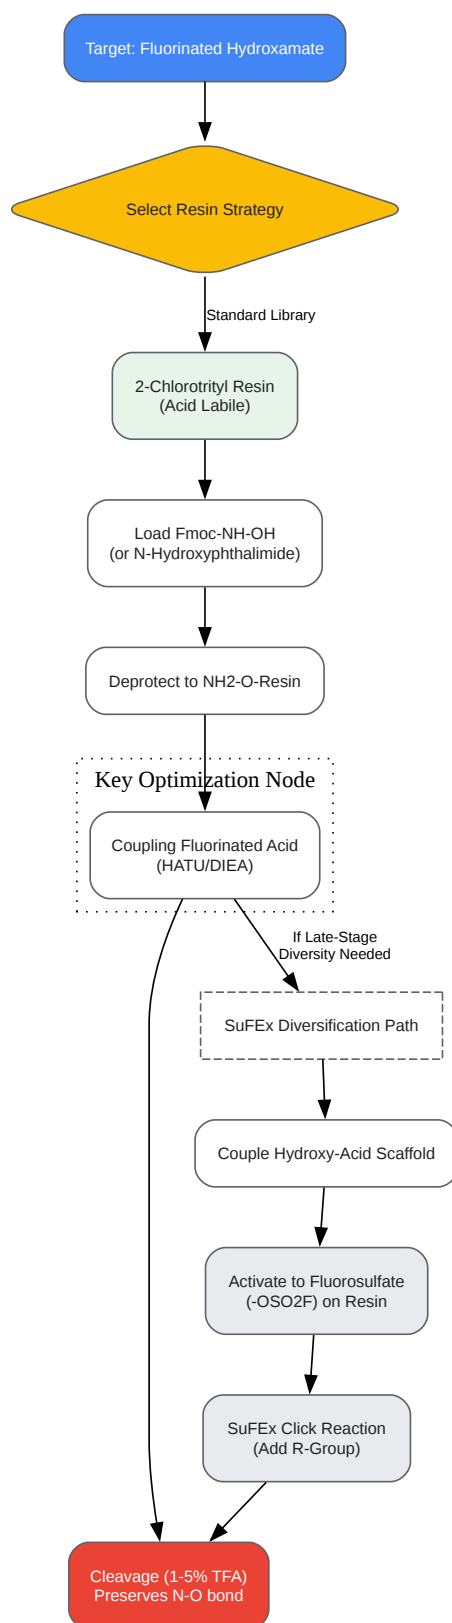 Target: Fluorinated Hydroxamate
Select Resin Strategy
Standard Library
2-Chlorotrityl Resin
(Acid Labile)
Load Fmoc-NH-OH
(or N-Hydroxyphthalimide)
Deprotect to NH2-O-Resin
Key Optimization Node
Coupling Fluorinated Acid
(HATU/DIEA)
If Late-Stage
Diversity Needed
SuFEx Diversification Path
Couple Hydroxy-Acid Scaffold
Activate to Fluorosulfate
(-OSO2F) on Resin
SuFEx Click Reaction
(Add R-Group)
Cleavage (1-5% TFA)
Preserves N-O bond